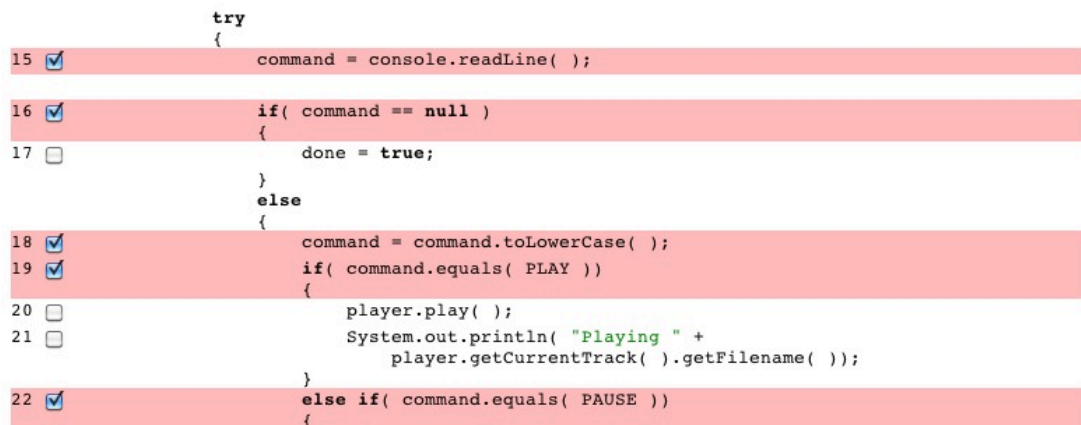 try
{
15 command = console.readLine( );
16 if( command == null )
{
17 done = true;
}
else
{
18 command = command.toLowerCase( );
19 if( command.equals( PLAY ))
{
20 player.play( );
21 System.out.println( "Playing " +
player.getCurrentTrack( ).getFilename( ));
}
22 else if( command.equals( PAUSE ))
{